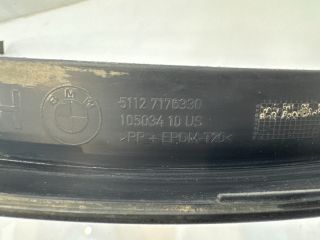 H
BMW
5112 7176330
105034 10 US
>PP + EPDM-T20<